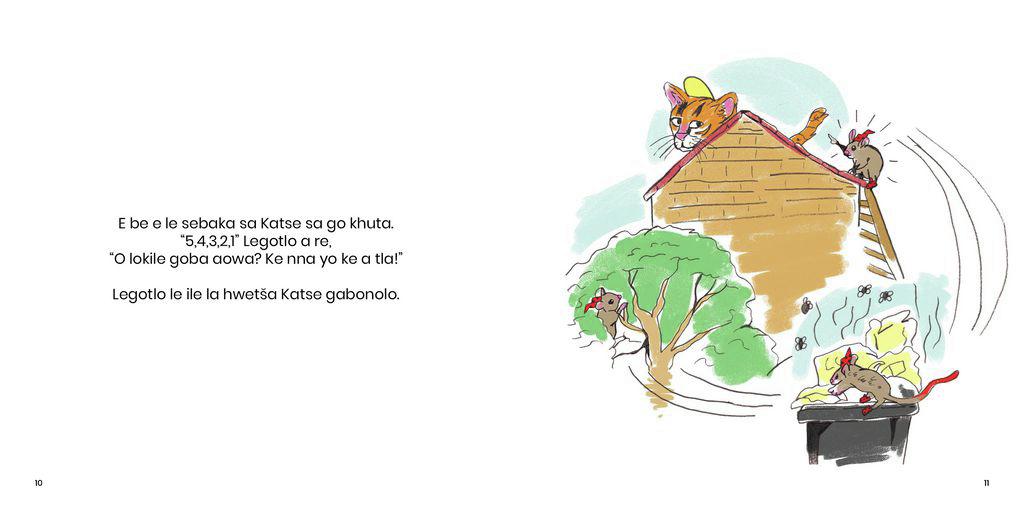 E be e le sebaka sa Katse sa go khuta.
“5,4,3,2,1” Legotlo a re,
“O lokile goba aowa? Ke nna yo ke a tla!”
Legotlo le ile la hwetša Katse gabonolo.
10
11